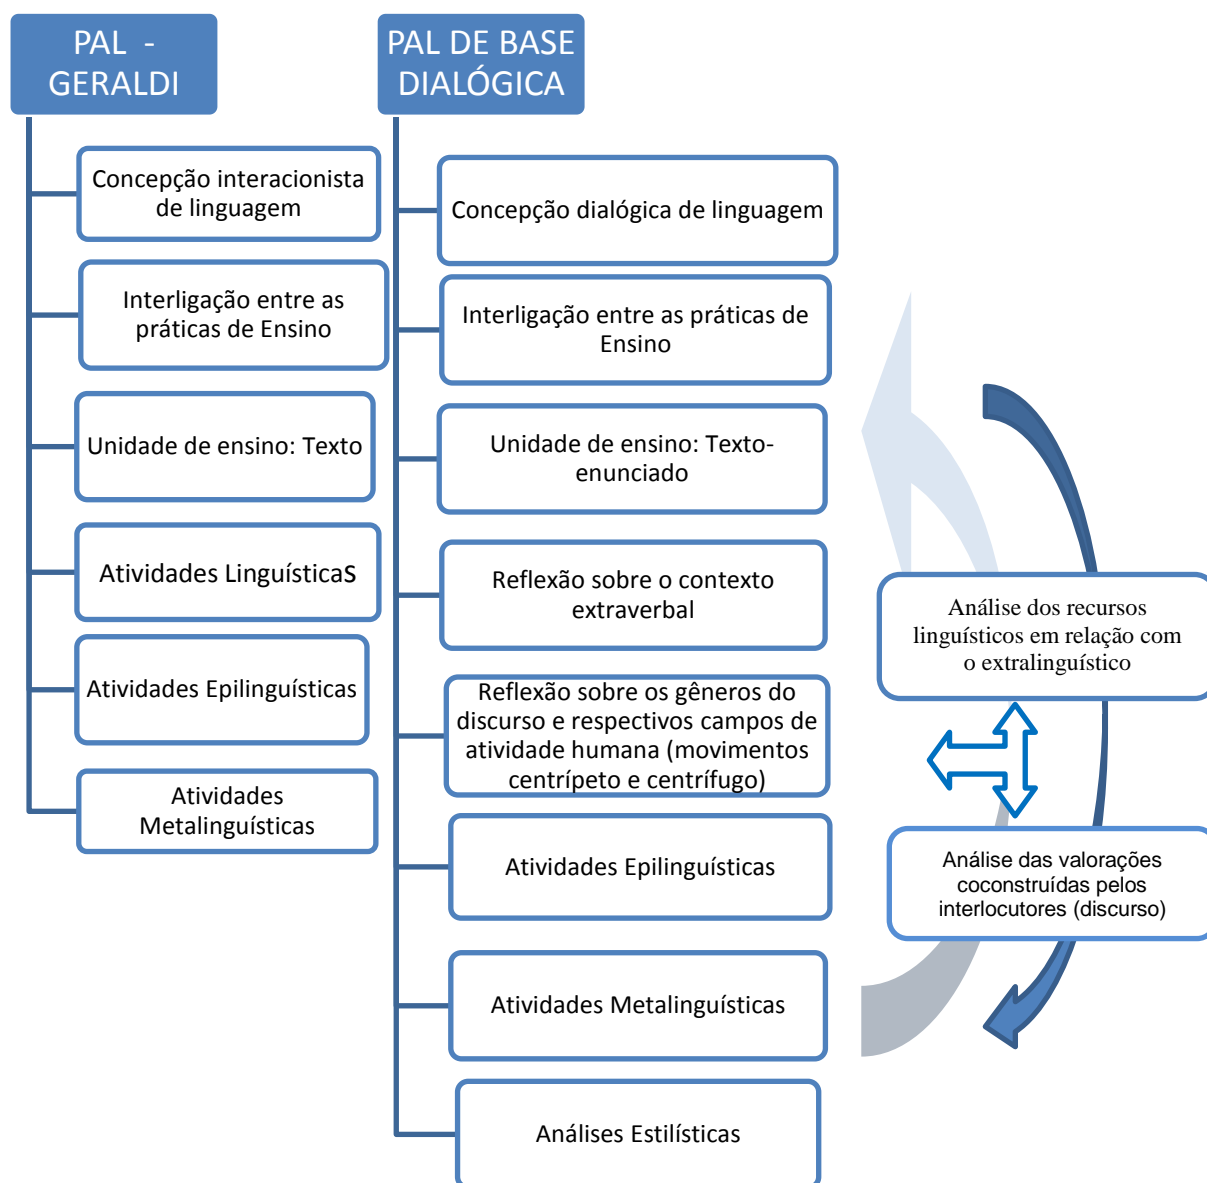 PAL -
GERALDI
Concepção interacionista
de linguagem
Interligação entre as
práticas de Ensino
Unidade de ensino: Texto
Atividades Linguísticas
Atividades Epilinguísticas
Atividades
Metalinguísticas
PAL DE BASE
DIALÓGICA
Concepção dialógica de linguagem
Interligação entre as práticas de
Ensino
Unidade de ensino: Texto-
enunciado
Reflexão sobre o contexto
extraverbal
Reflexão sobre os gêneros do
discurso e respectivos campos de
atividade humana (movimentos
centrípeto e centrífugo)
Atividades Epilinguísticas
Atividades Metalinguísticas
Análises Estilísticas
Análise dos recursos
linguísticos em relação com
o extralinguístico
Análise das valorações
coconstruídas pelos
interlocutores (discurso)